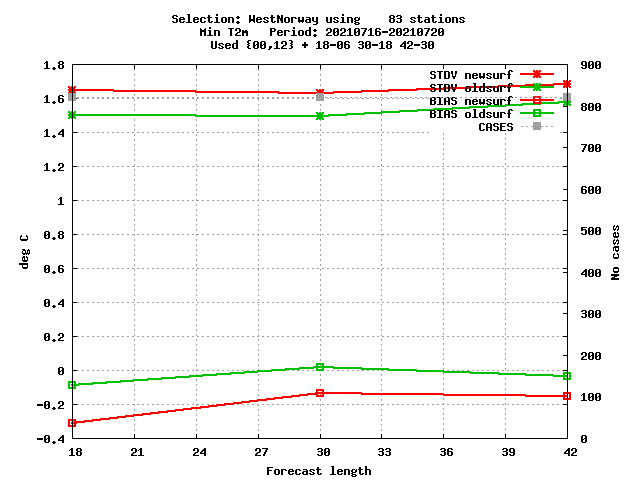 Selection: WestNorway using    83 stations
Min T2m   Period: 20210716-20210720
Used {00,12} + 18-06 30-18 42-30
STDV newsurf
STDV oldsurf
BIAS newsurf
BIAS oldsurf
CASES
1.8
1.6
1.4
1.2
1
0.8
0.6
0.4
0.2
0
-0.2
-0.4
deg C
900
800
700
600
500
400
300
200
100
0
No cases
18 21 24 27 30 33 36 39 42
Forecast length